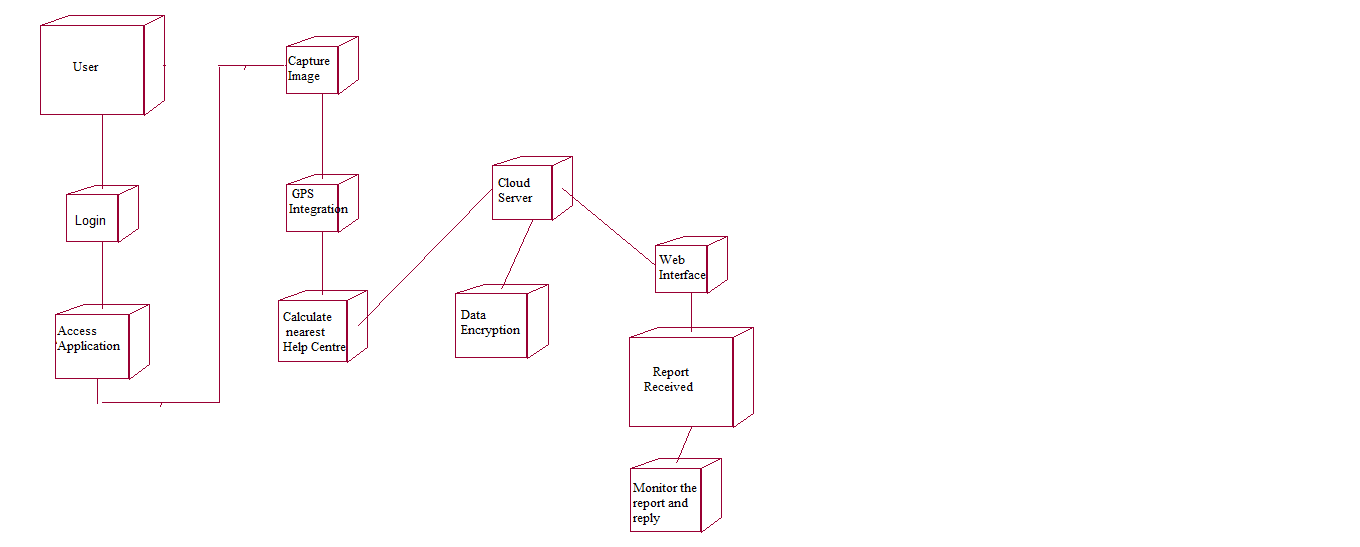 User
Login
Access
'Application
Capture
Image
GPS
Integration
Calculate
nearest
Help Centre
Cloud
Server
Data
Encryption
Web
Interface
Report
Received
Monitor the
report and
reply